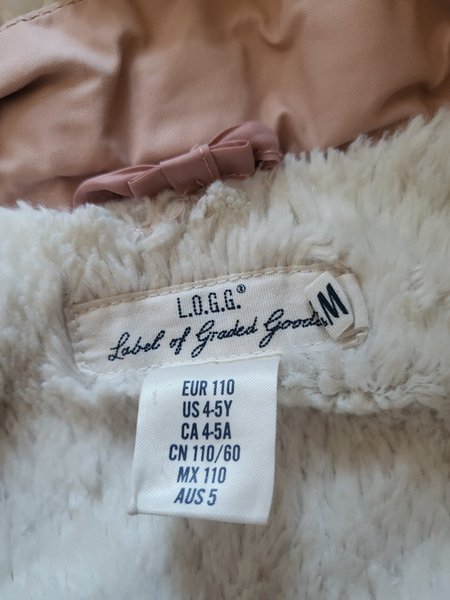 L.O.G.G.®
Label of Graded Goods
M
EUR 110
US 4-5Y
CA 4-5A
CN 110/60
MX 110
AUS 5